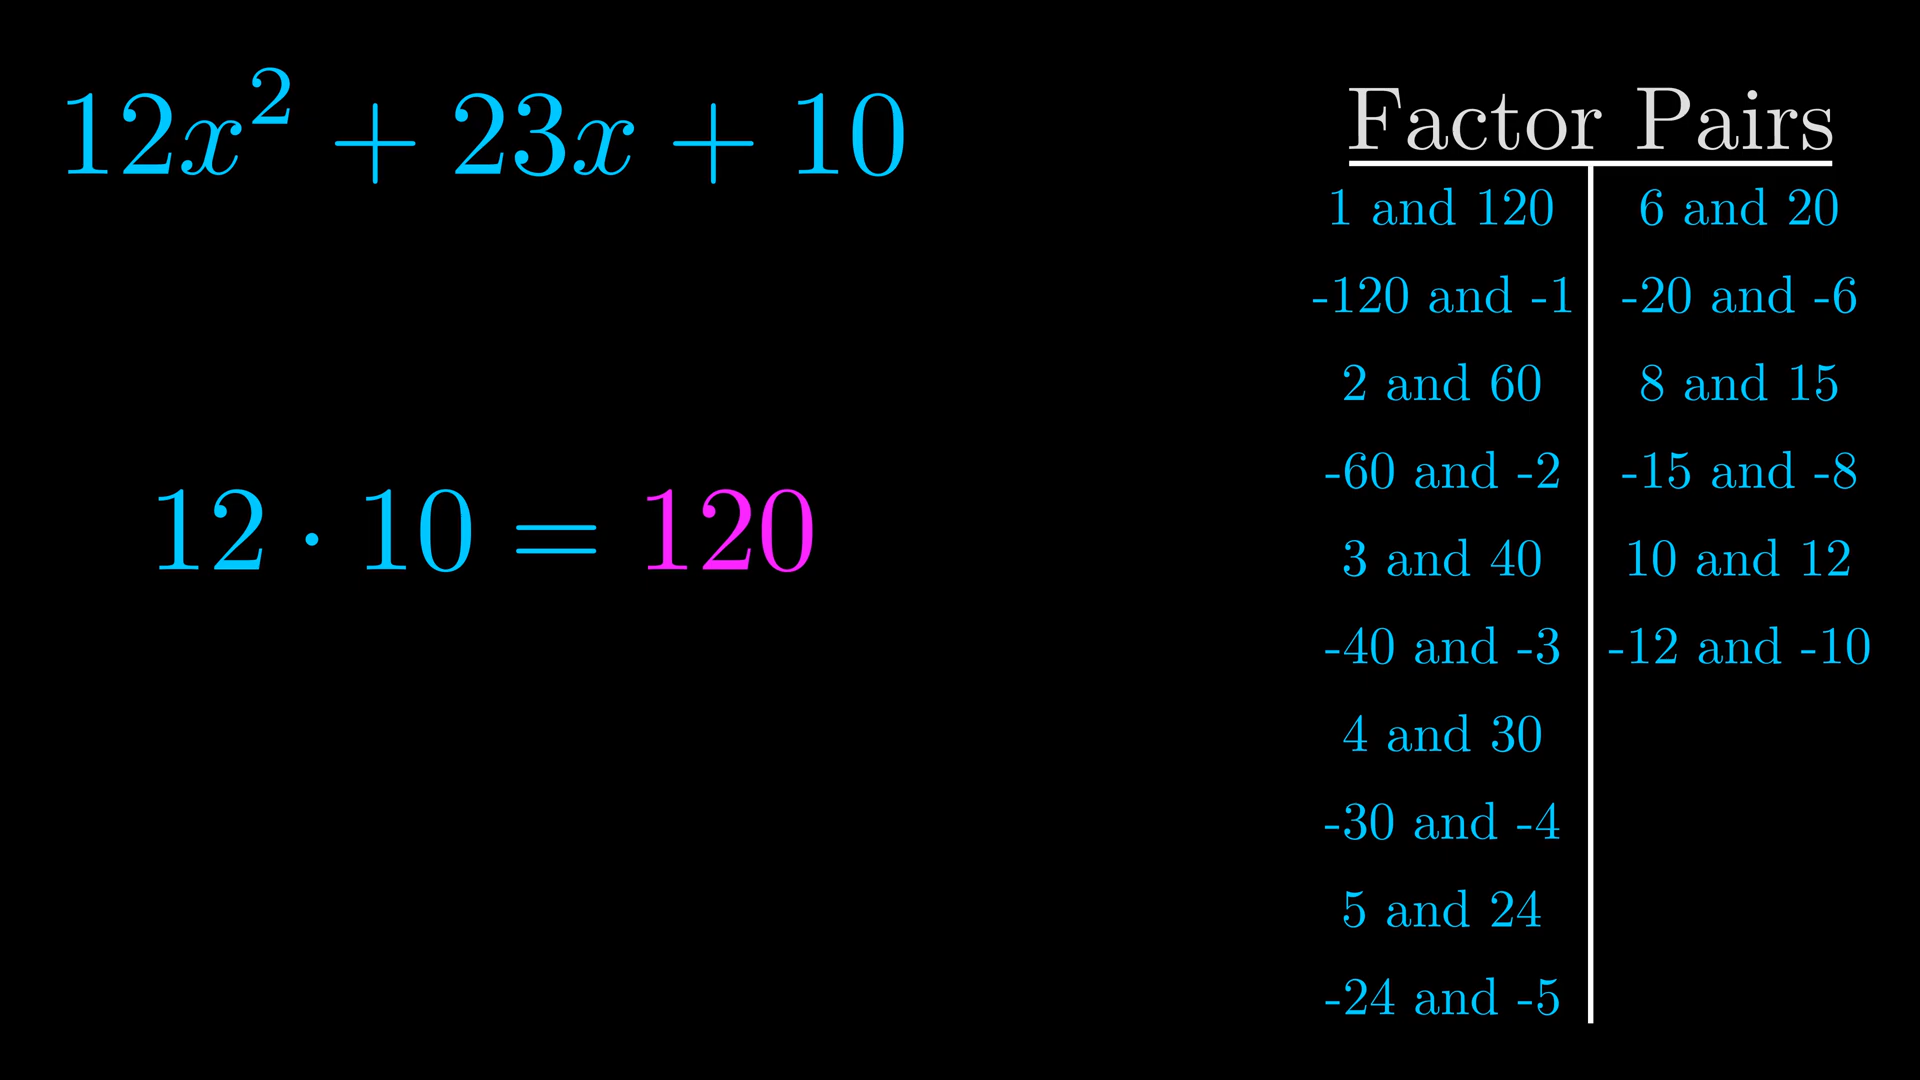 12x² + 23x + 10
12 · 10 = 120
Factor Pairs
1 and 120
-120 and -1
2 and 60
-60 and -2
3 and 40
-40 and -3
4 and 30
-30 and -4
5 and 24
-24 and -5
6 and 20
-20 and -6
8 and 15
-15 and -8
10 and 12
-12 and -10